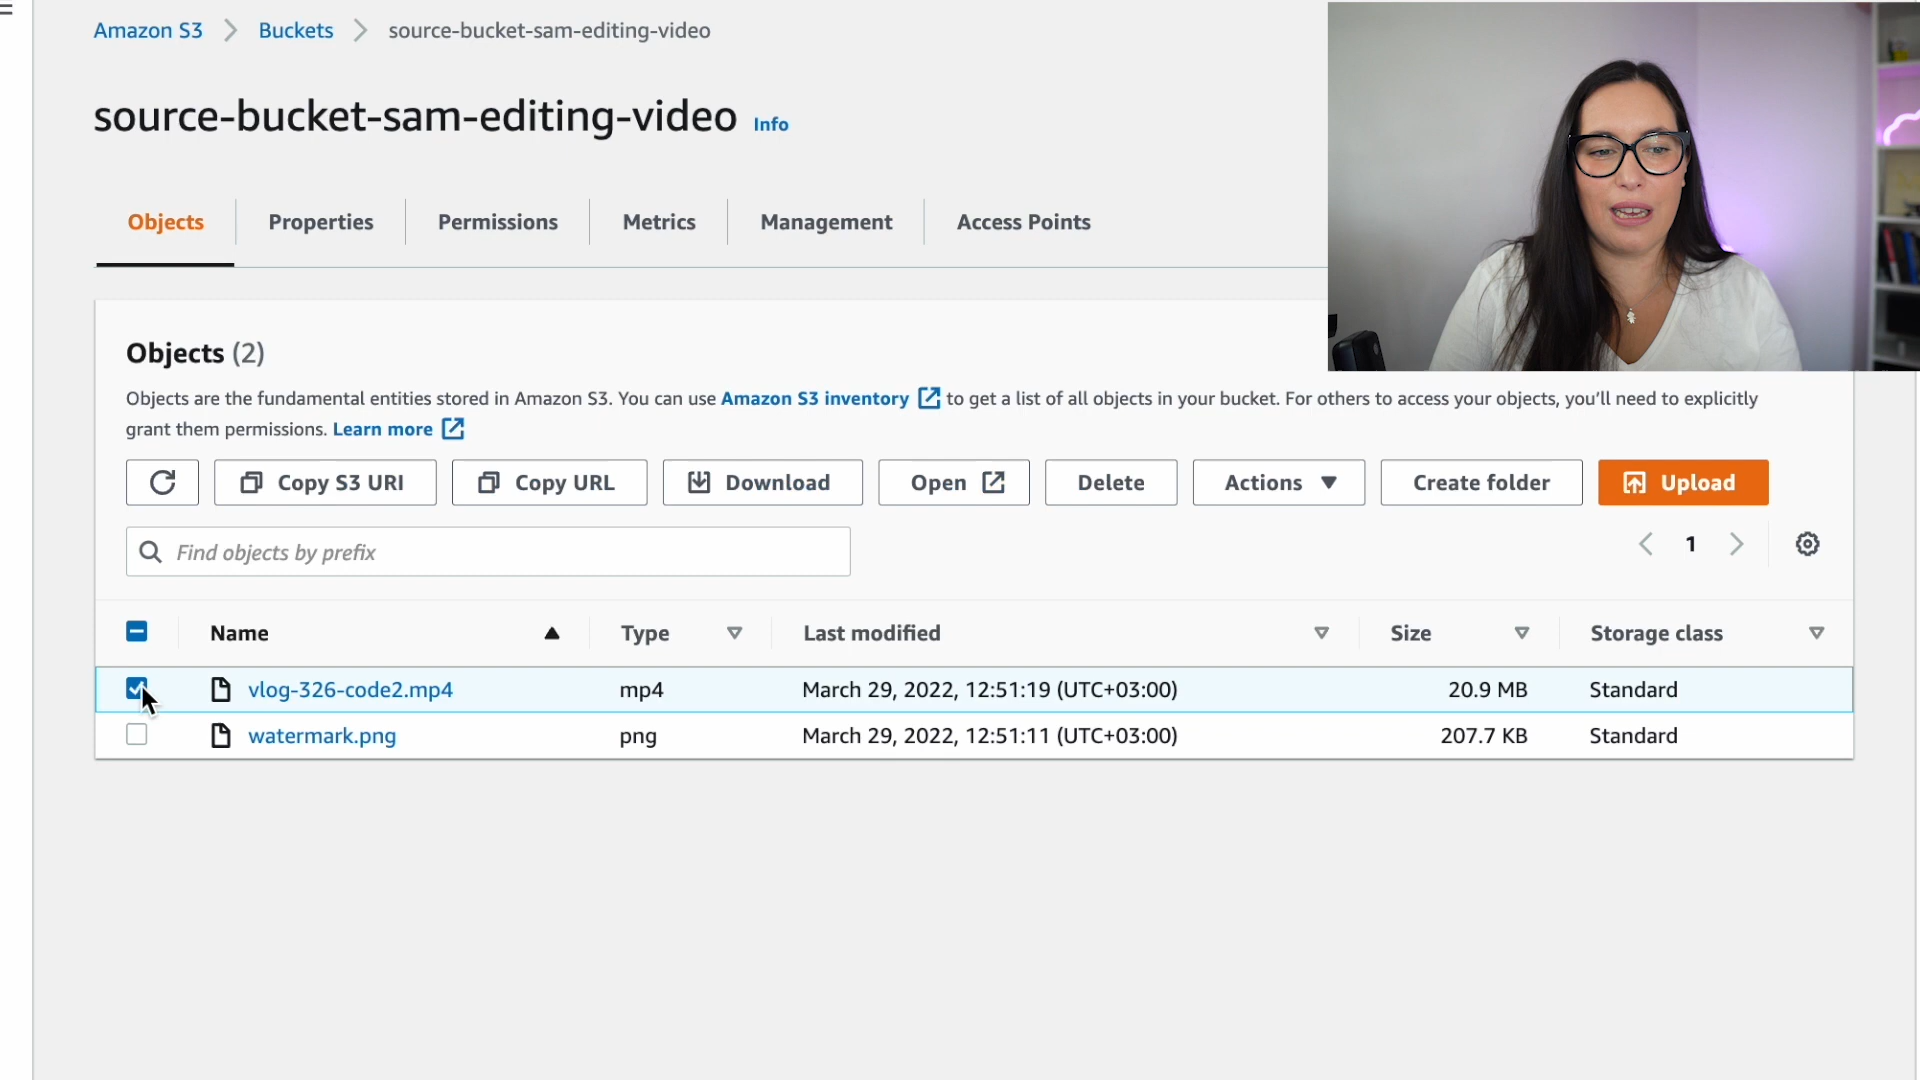 Amazon S3 > Buckets > source-bucket-sam-editing-video
source-bucket-sam-editing-video Info
Objects Properties Permissions Metrics Management Access Points
Objects (2)
Objects are the fundamental entities stored in Amazon S3. You can use Amazon S3 inventory to get a list of all objects in your bucket. For others to access your objects, you'll need to explicitly
grant them permissions. Learn more
Copy S3 URI Copy URL Download Open Delete Actions Create folder Upload
Find objects by prefix 1
Name Type Last modified Size Storage class
vlog-326-code2.mp4 mp4 March 29, 2022, 12:51:19 (UTC+03:00) 20.9 MB Standard
watermark.png png March 29, 2022, 12:51:11 (UTC+03:00) 207.7 KB Standard